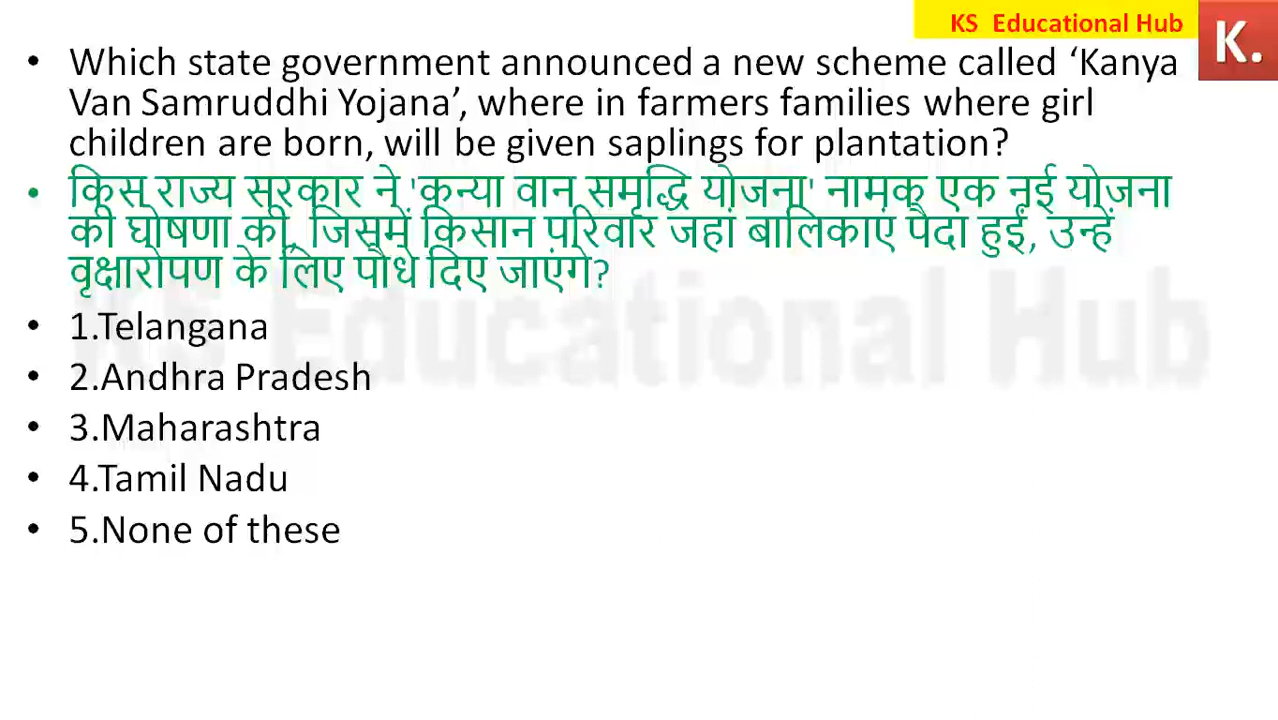 KS Educational Hub
K.
• Which state government announced a new scheme called ‘Kanya
Van Samruddhi Yojana’, where in farmers families where girl
children are born, will be given saplings for plantation?
• किस राज्य सरकार ने 'कन्या वान समृद्धि योजना' नामक एक नई योजना
की घोषणा की, जिसमें किसान परिवार जहां बालिकाएं पैदा हुईं, उन्हें
वृक्षारोपण के लिए पौधे दिए जाएंगे?
• 1.Telangana
• 2.Andhra Pradesh
• 3.Maharashtra
• 4.Tamil Nadu
• 5.None of these
KS Educational Hub